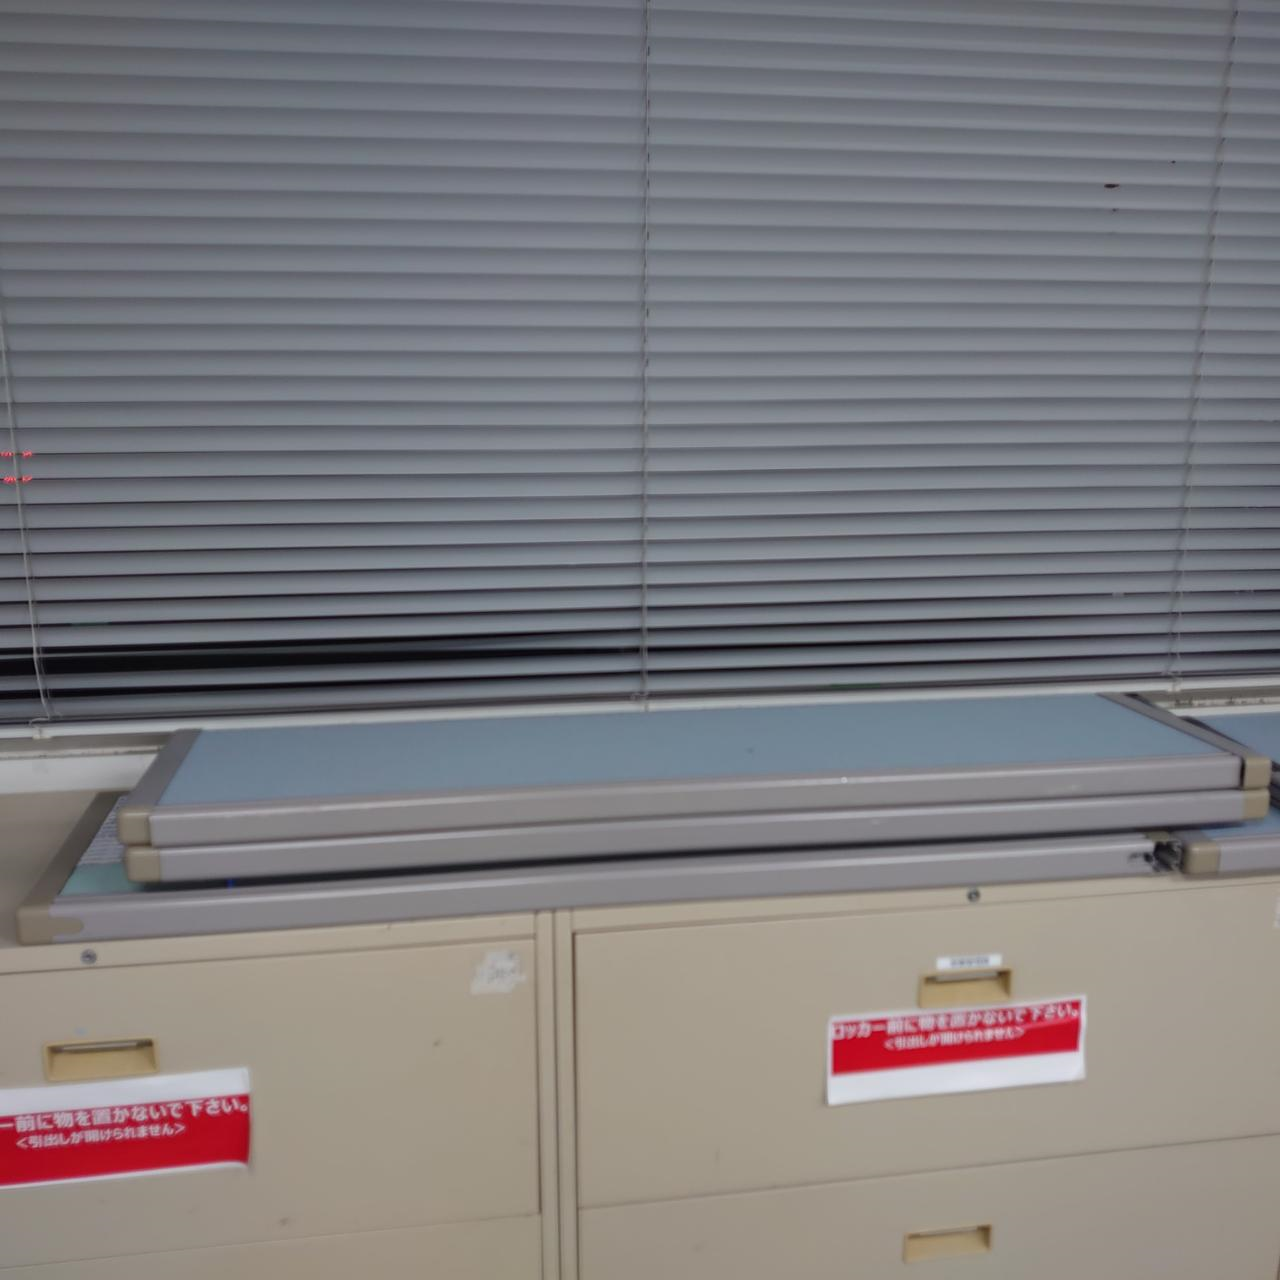 ー前に物を置かないで下さい。
<引出しが開けられません>
ロッカー前に物を置かないで下さい。
<引出しが開けられません>